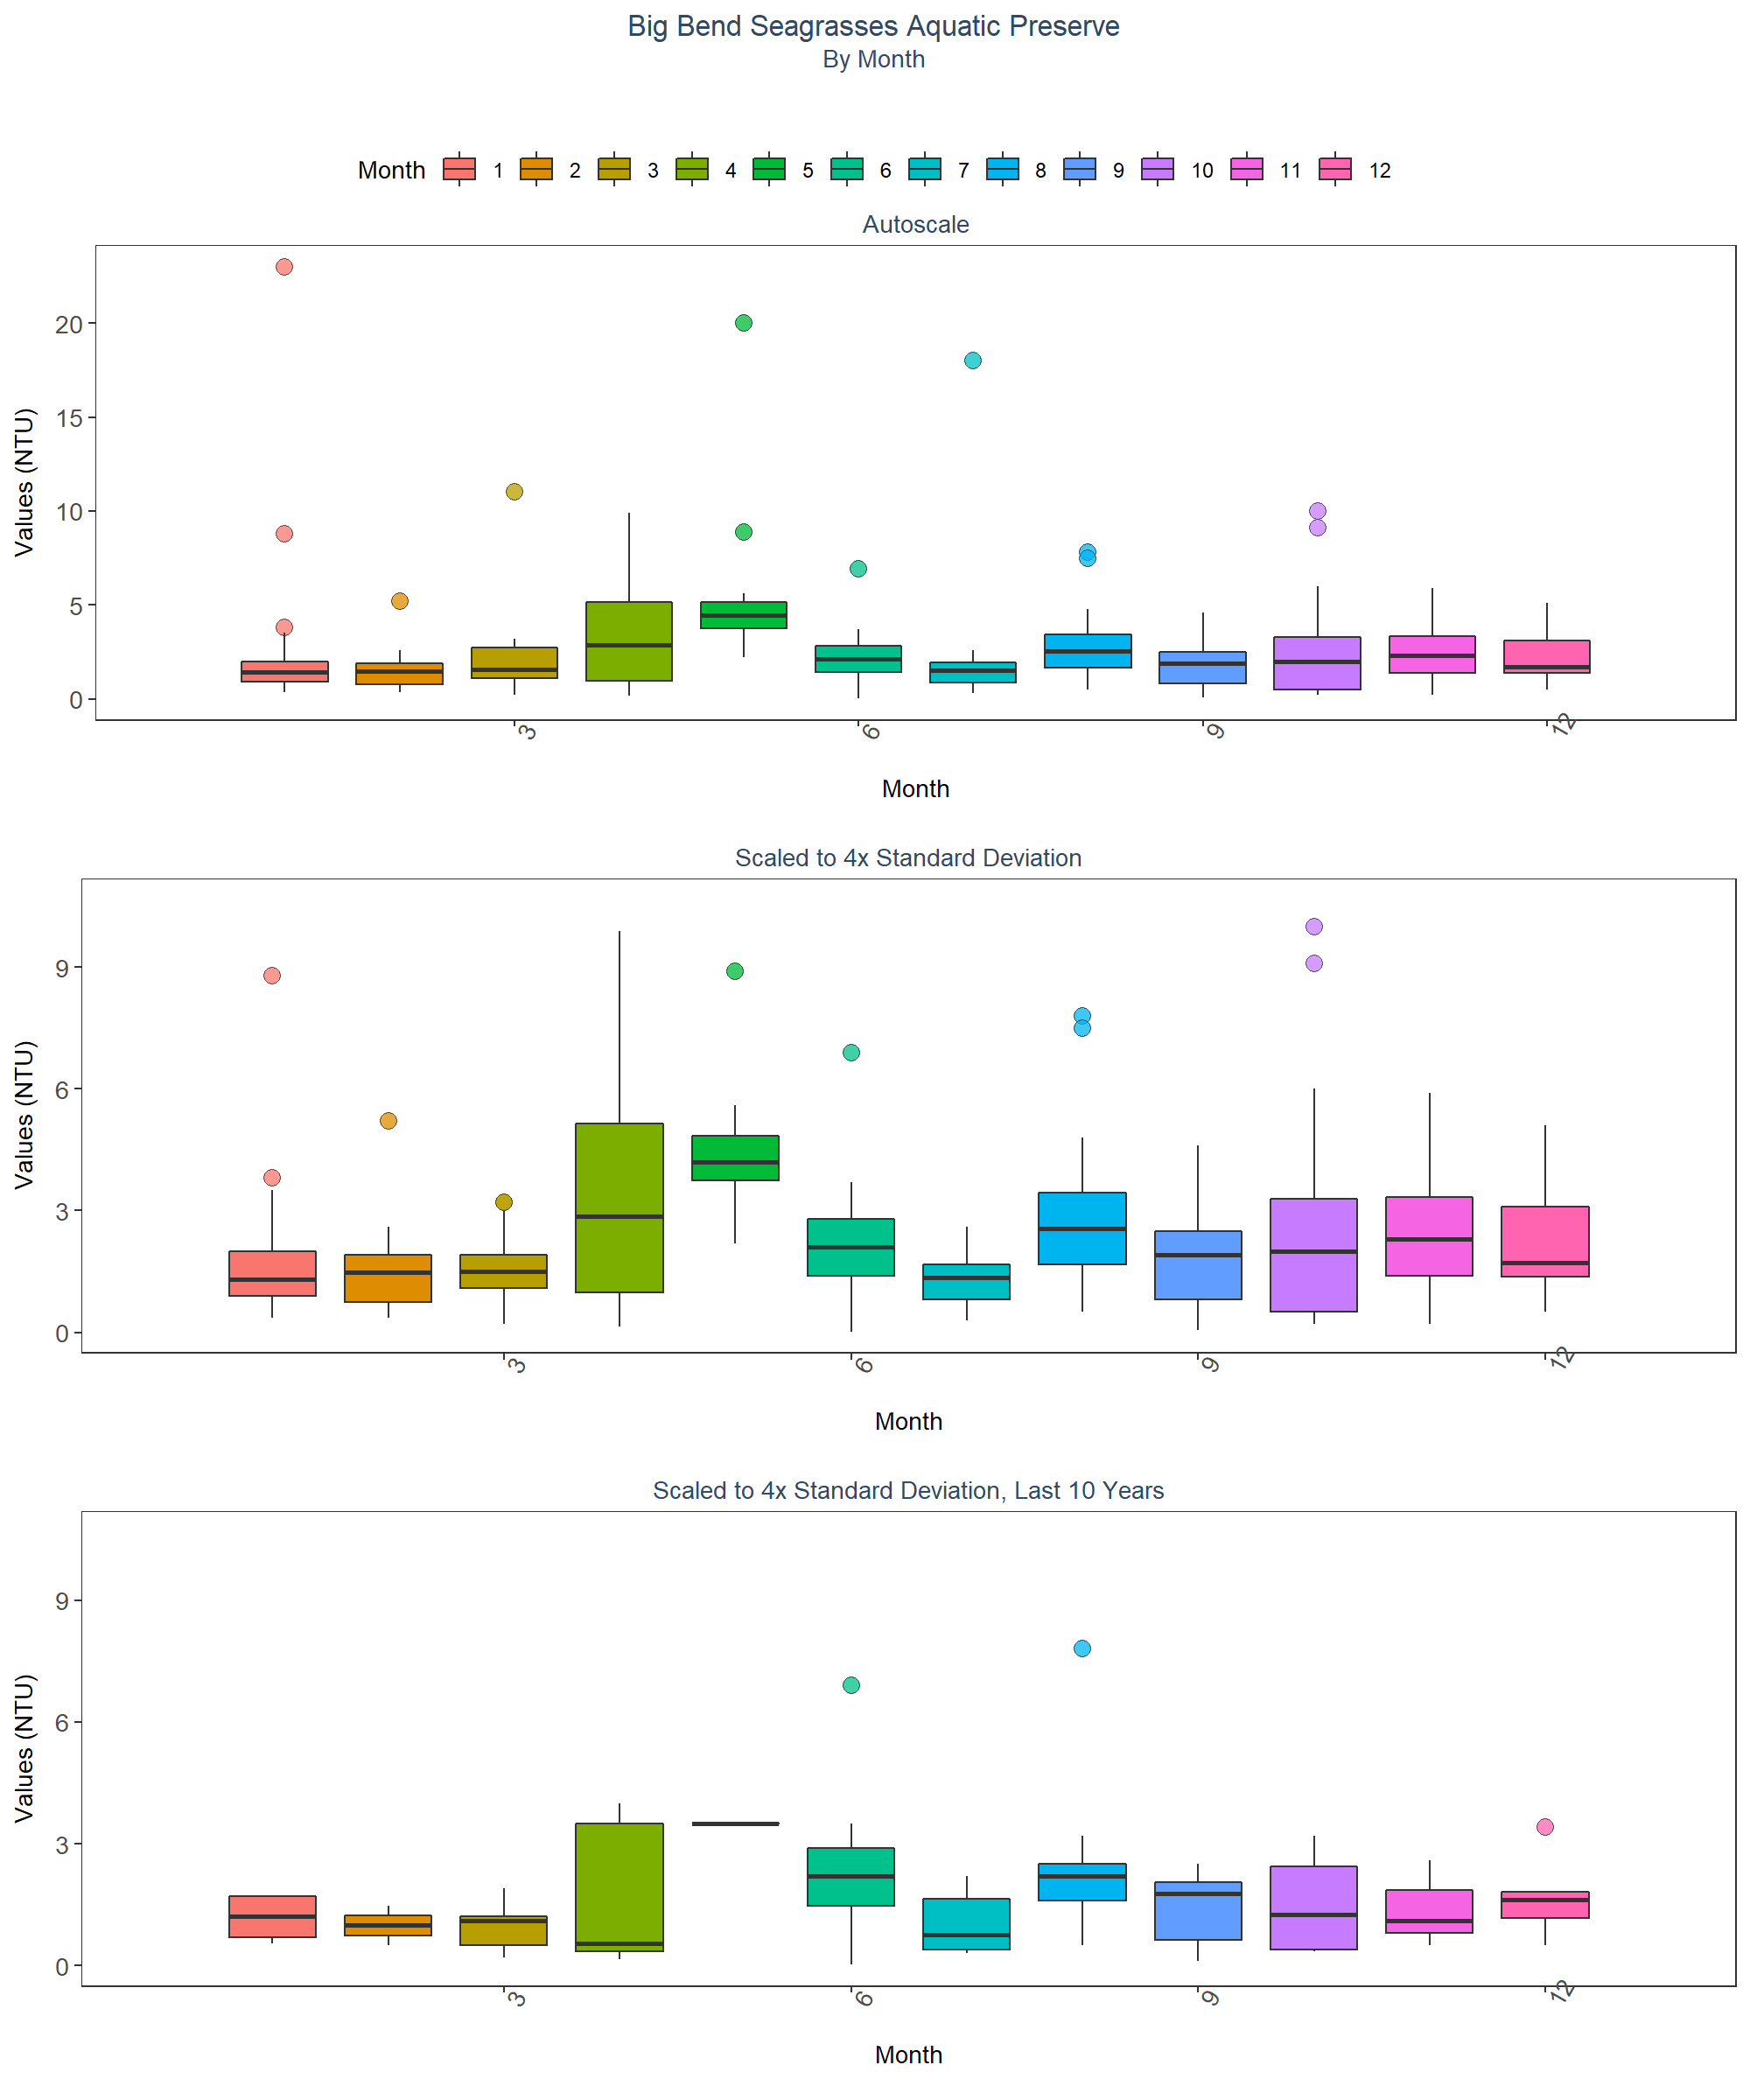 Big Bend Seagrasses Aquatic Preserve
By Month
Month 1 2 3 4 5 6 7 8 9 10 11 12
Autoscale
Values (NTU)
20
15
10
5
0
3 6 9 12
Month
Scaled to 4x Standard Deviation
Values (NTU)
9
6
3
0
3 6 9 12
Month
Scaled to 4x Standard Deviation, Last 10 Years
Values (NTU)
9
6
3
0
3 6 9 12
Month